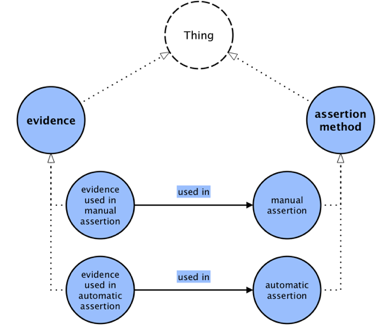 Thing
evidence
assertion
method
evidence
used in
manual
assertion
used in
manual
assertion
evidence
used in
automatic
assertion
used in
automatic
assertion